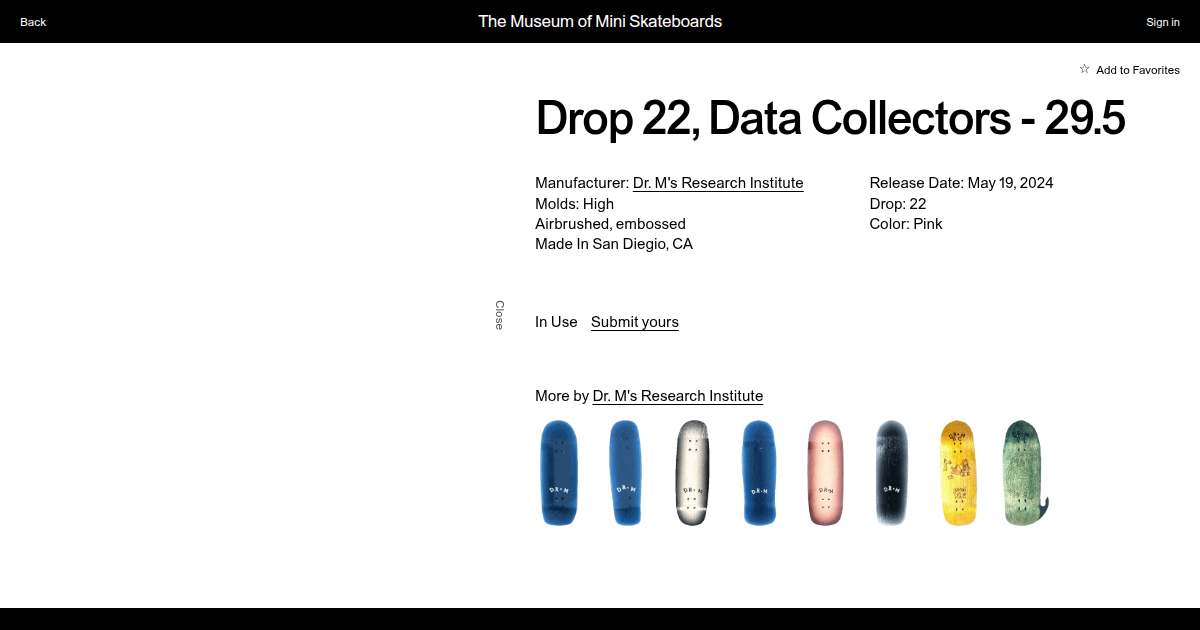 Back
The Museum of Mini Skateboards
Sign in
☆ Add to Favorites
Drop 22, Data Collectors - 29.5
Manufacturer: Dr. M's Research Institute
Molds: High
Airbrushed, embossed
Made In San Diegio, CA
Release Date: May 19, 2024
Drop: 22
Color: Pink
Close
In Use Submit yours
More by Dr. M's Research Institute